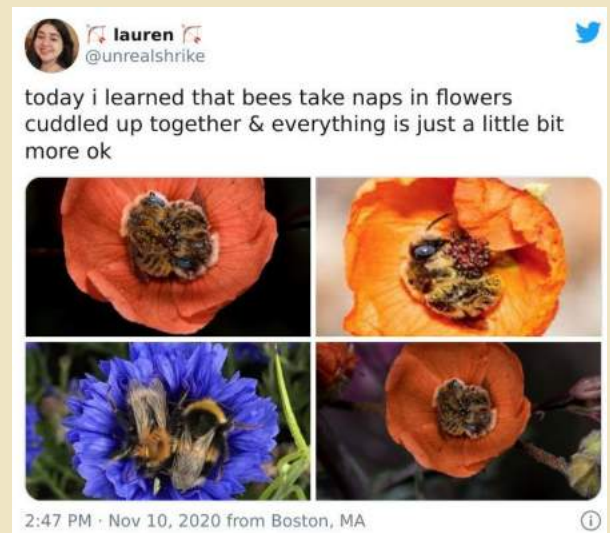 lauren
@unrealshrike
today i learned that bees take naps in flowers
cuddled up together & everything is just a little bit
more ok
2:47 PM · Nov 10, 2020 from Boston, MA